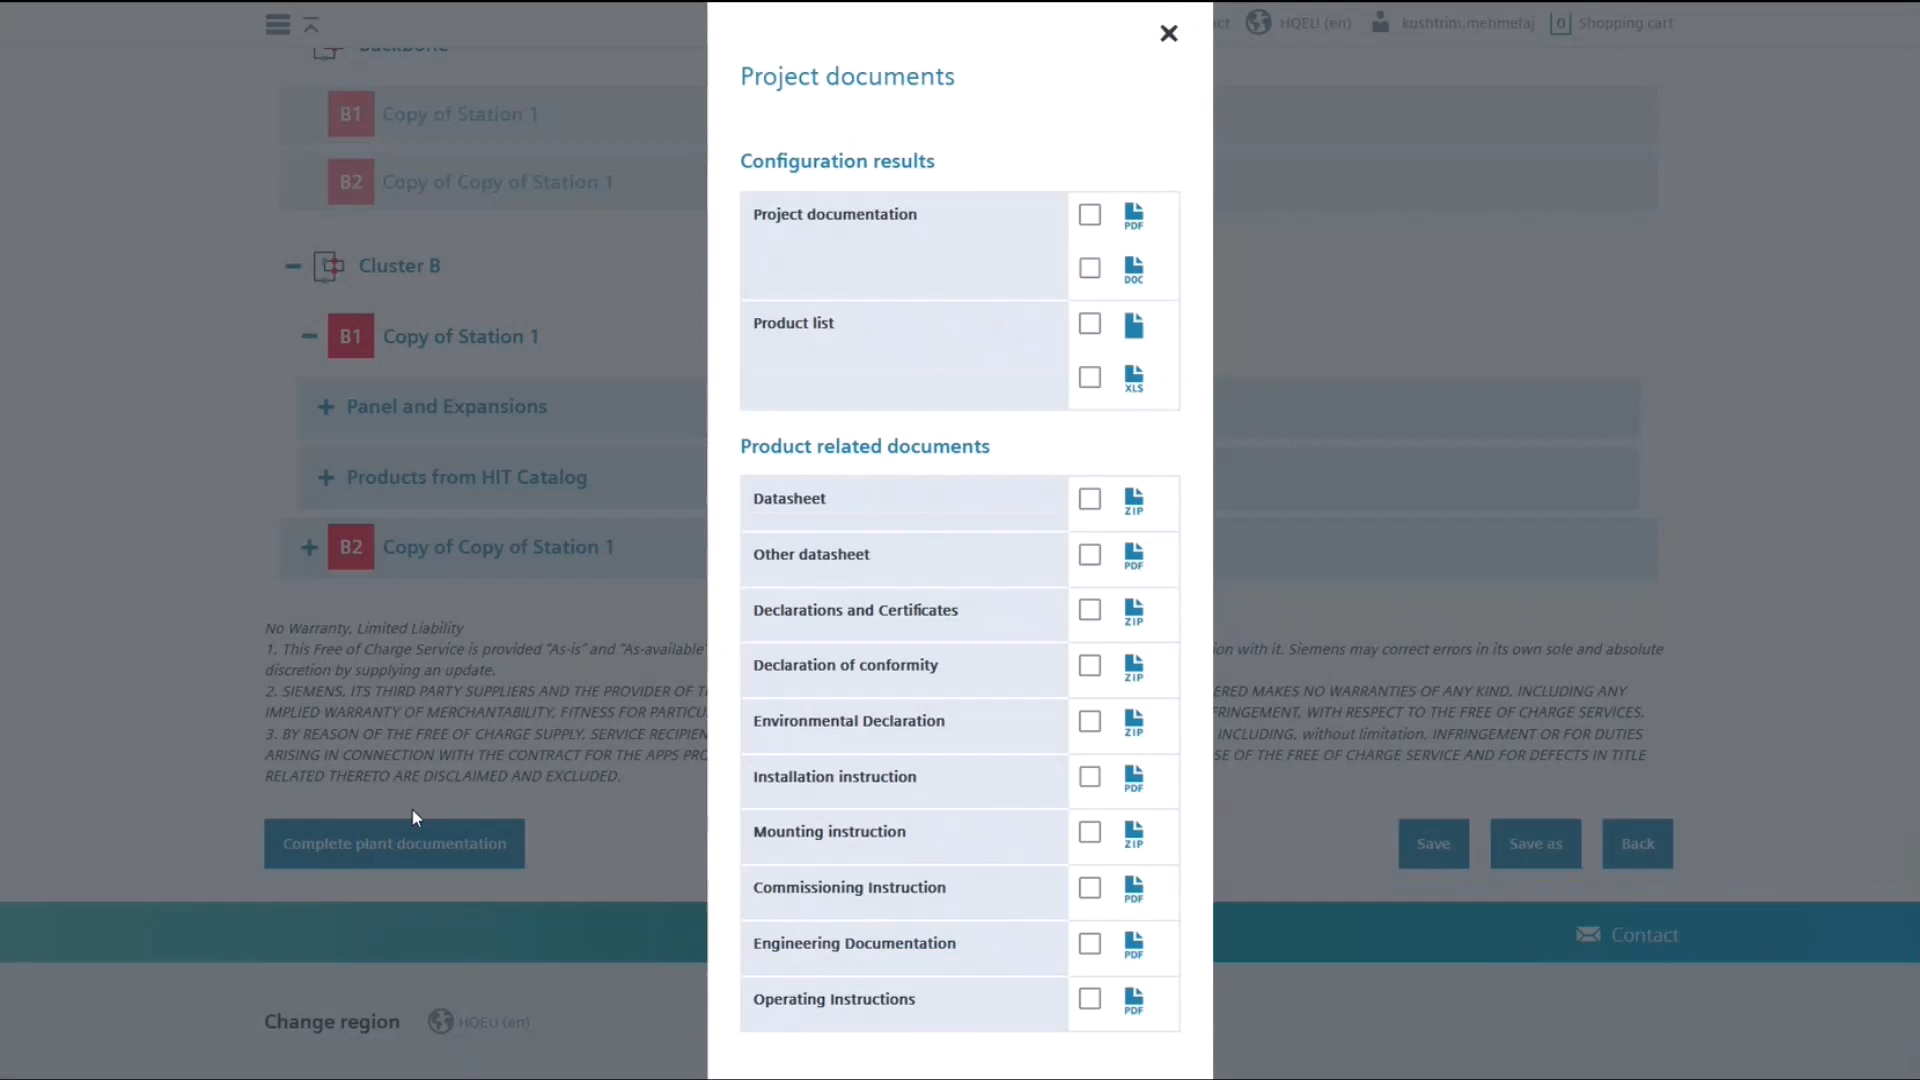 ct
HQEU (en)
kushtrim.mehmetaj
0
Shopping cart
Backbone
B1 Copy of Station 1
B2 Copy of Copy of Station 1
Cluster B
B1 Copy of Station 1
Panel and Expansions
Products from HIT Catalog
B2 Copy of Copy of Station 1
No Warranty, Limited Liability
1. This Free of Charge Service is provided "As-is" and "As-available"
on with it. Siemens may correct errors in its own sole and absolute
discretion by supplying an update.
2. SIEMENS, ITS THIRD PARTY SUPPLIERS AND THE PROVIDER OF T
ERED MAKES NO WARRANTIES OF ANY KIND, INCLUDING ANY
IMPLIED WARRANTY OF MERCHANTABILITY, FITNESS FOR PARTICU
FRINGEMENT, WITH RESPECT TO THE FREE OF CHARGE SERVICES.
3. BY REASON OF THE FREE OF CHARGE SUPPLY, SERVICE RECIPIEN
INCLUDING, without limitation, INFRINGEMENT OR FOR DUTIES
ARISING IN CONNECTION WITH THE CONTRACT FOR THE APPS PRO
SE OF THE FREE OF CHARGE SERVICE AND FOR DEFECTS IN TITLE
RELATED THERETO ARE DISCLAIMED AND EXCLUDED.
Complete plant documentation
Save
Save as
Back
Contact
Change region
HQEU (en)
Project documents
Configuration results
Project documentation
PDF
DOC
Product list
XLS
Product related documents
Datasheet
ZIP
Other datasheet
PDF
Declarations and Certificates
ZIP
Declaration of conformity
ZIP
Environmental Declaration
ZIP
Installation instruction
PDF
Mounting instruction
ZIP
Commissioning Instruction
PDF
Engineering Documentation
PDF
Operating Instructions
PDF